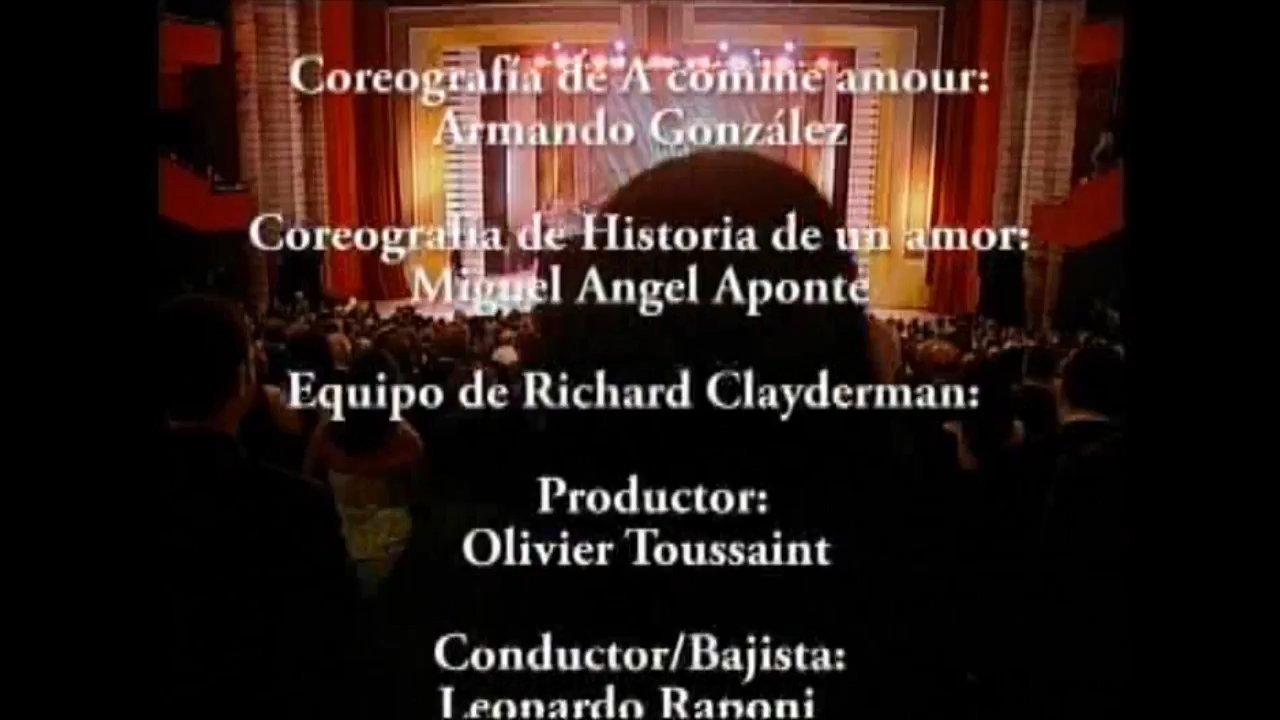 Coreografía de A comme amour:
Armando González
Coreografía de Historia de un amor:
Miguel Angel Aponte
Equipo de Richard Clayderman:
Productor:
Olivier Toussaint
Conductor/Bajista:
Leonardo Raponi